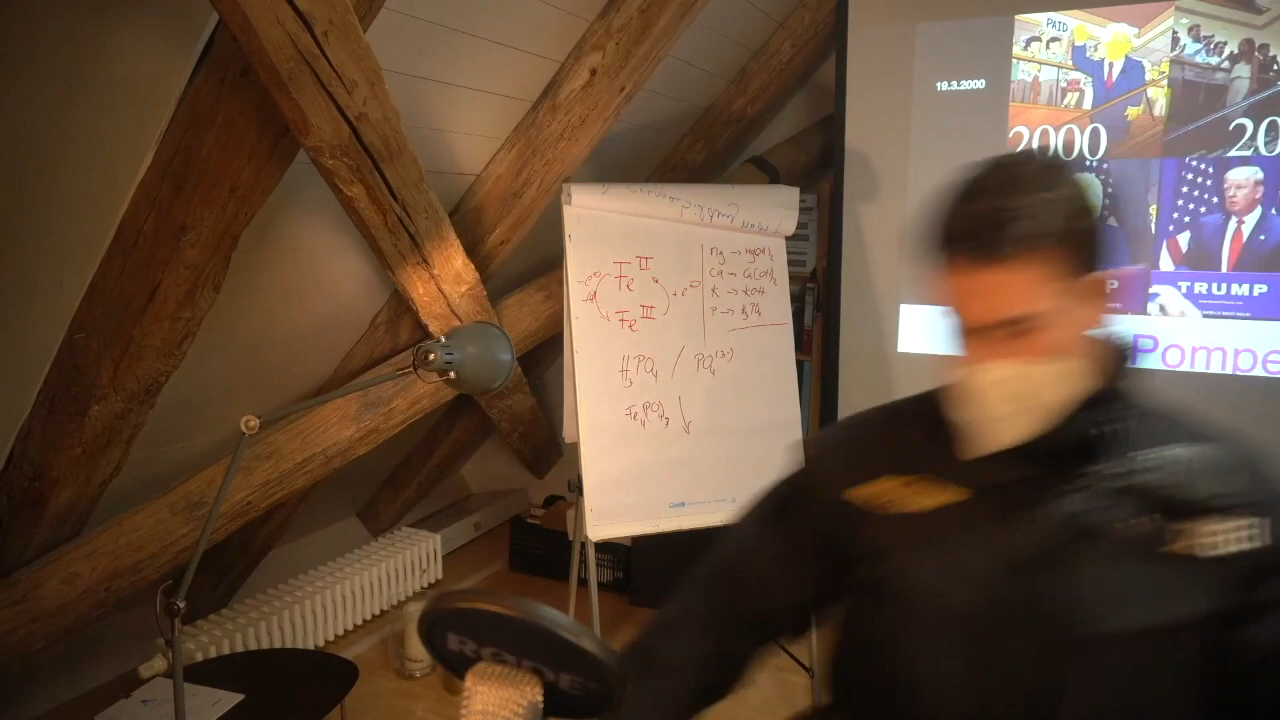 PAID
19.3.2000
2000
20
P
TRUMP
Pompe
Fe II
-e⊖
+e⊖
Fe III
Mg → Mg(OH)2
Ca → Ca(OH)2
K → KOH
P → H3PO4
H3PO4 / PO4(3-)
Fe4(PO4)3 ↓
RØDE